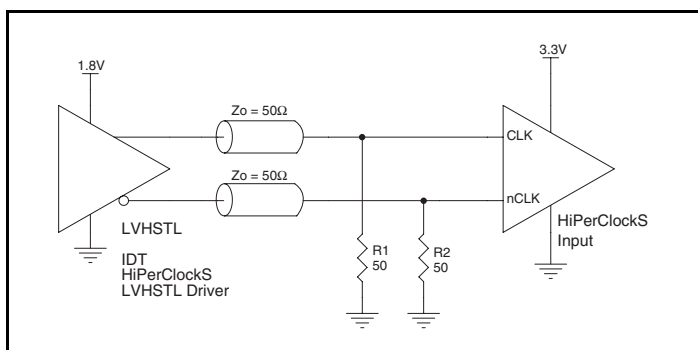 1.8V
3.3V
Zo = 50Ω
CLK
Zo = 50Ω
nCLK
LVHSTL
HiPerClockS
Input
IDT
HiPerClockS
LVHSTL Driver
R1
50
R2
50